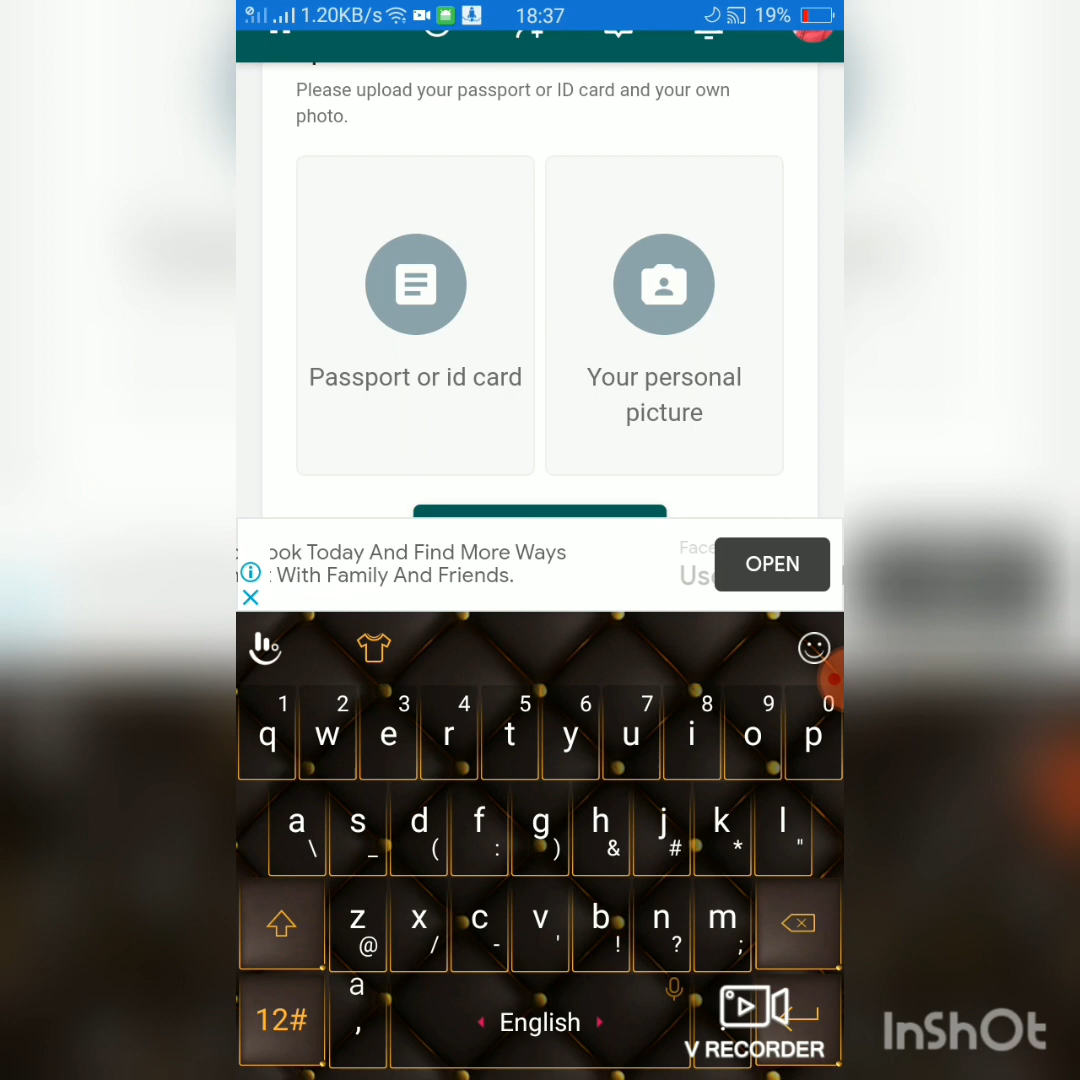 1.20KB/s 18:37 19%
Please upload your passport or ID card and your own
photo.
Passport or id card
Your personal
picture
ook Today And Find More Ways
With Family And Friends.
Face
Use
OPEN
1 2 3 4 5 6 7 8 9 0
q w e r t y u i o p
a s d f g h j k l
\ _ ( : ) & # * "
z x c v b n m
@ / - ' ! ? ;
12# a , English
V RECORDER
InShOt